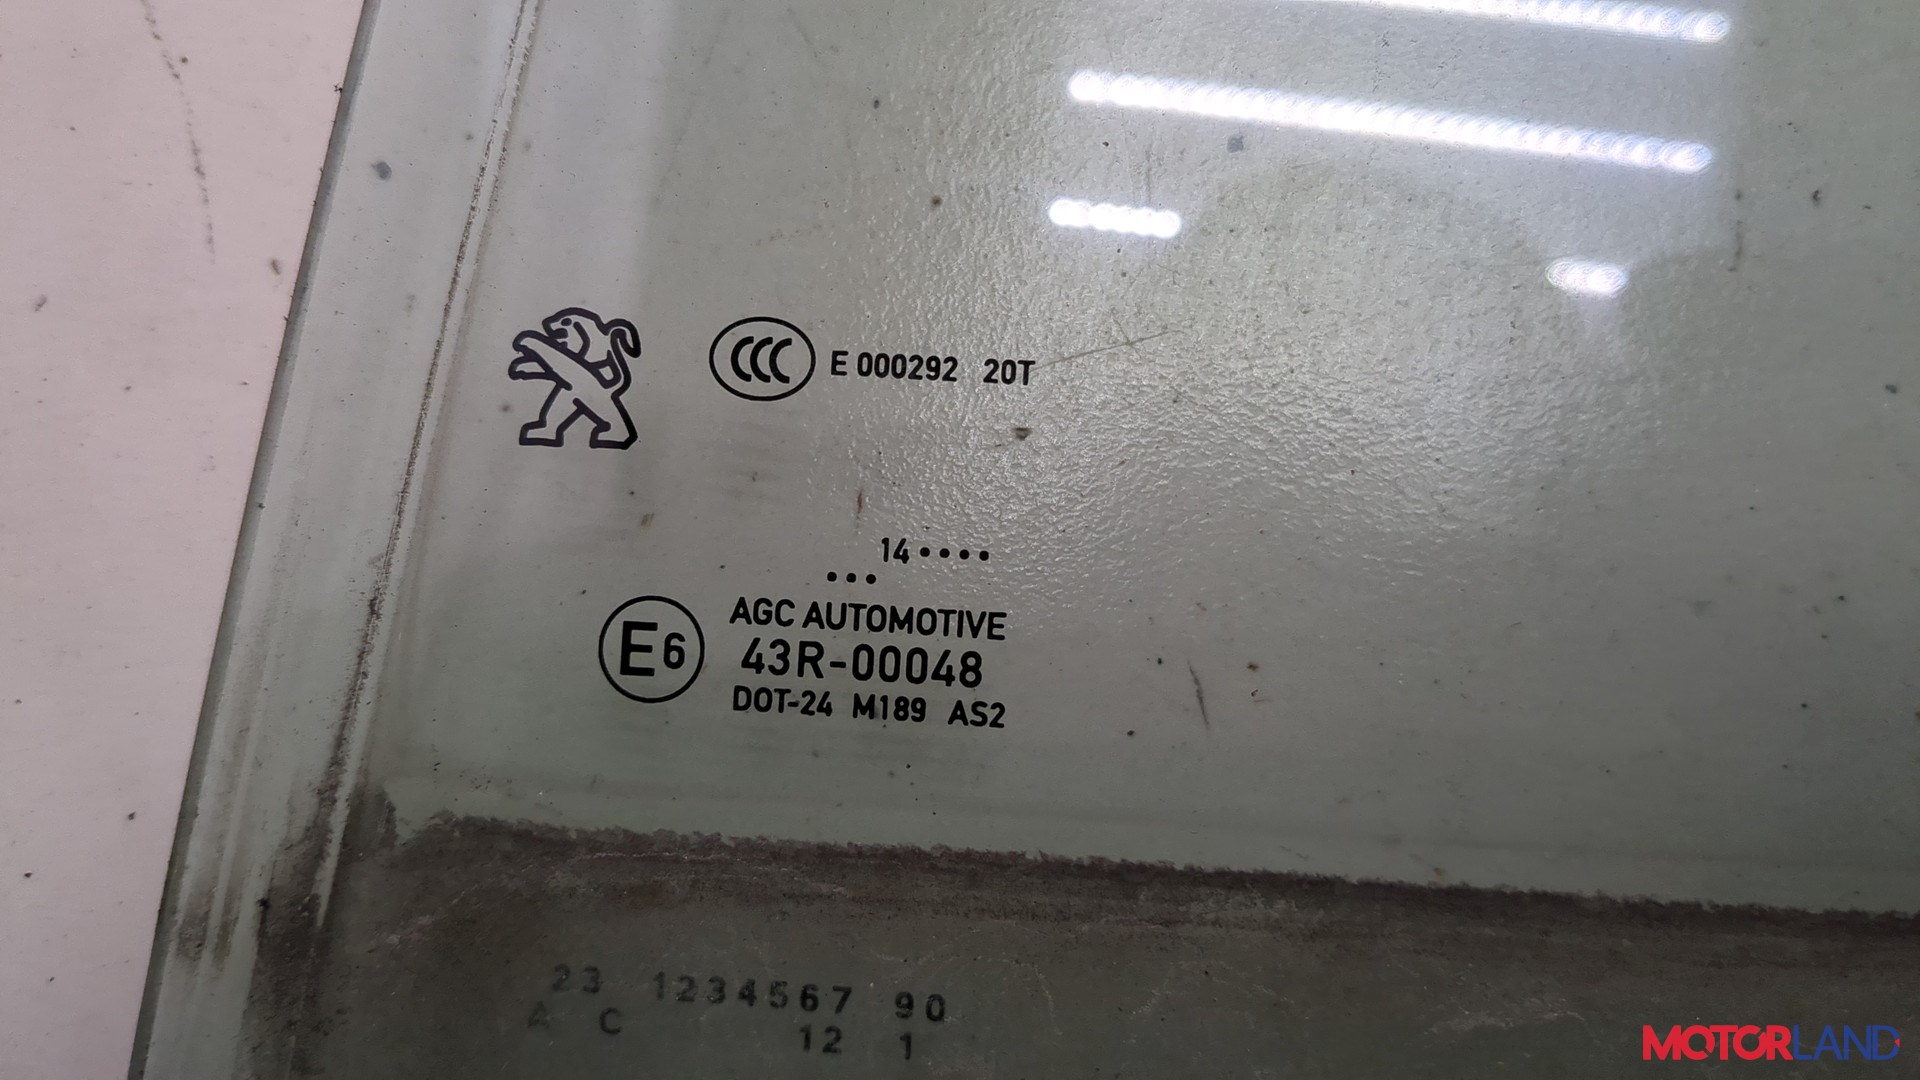 CCC E 000292 20T
14••••
•••
AGC AUTOMOTIVE
E6 43R-00048
DOT-24 M189 AS2
23 1234567 90
A C 12 1
MOTORLAND